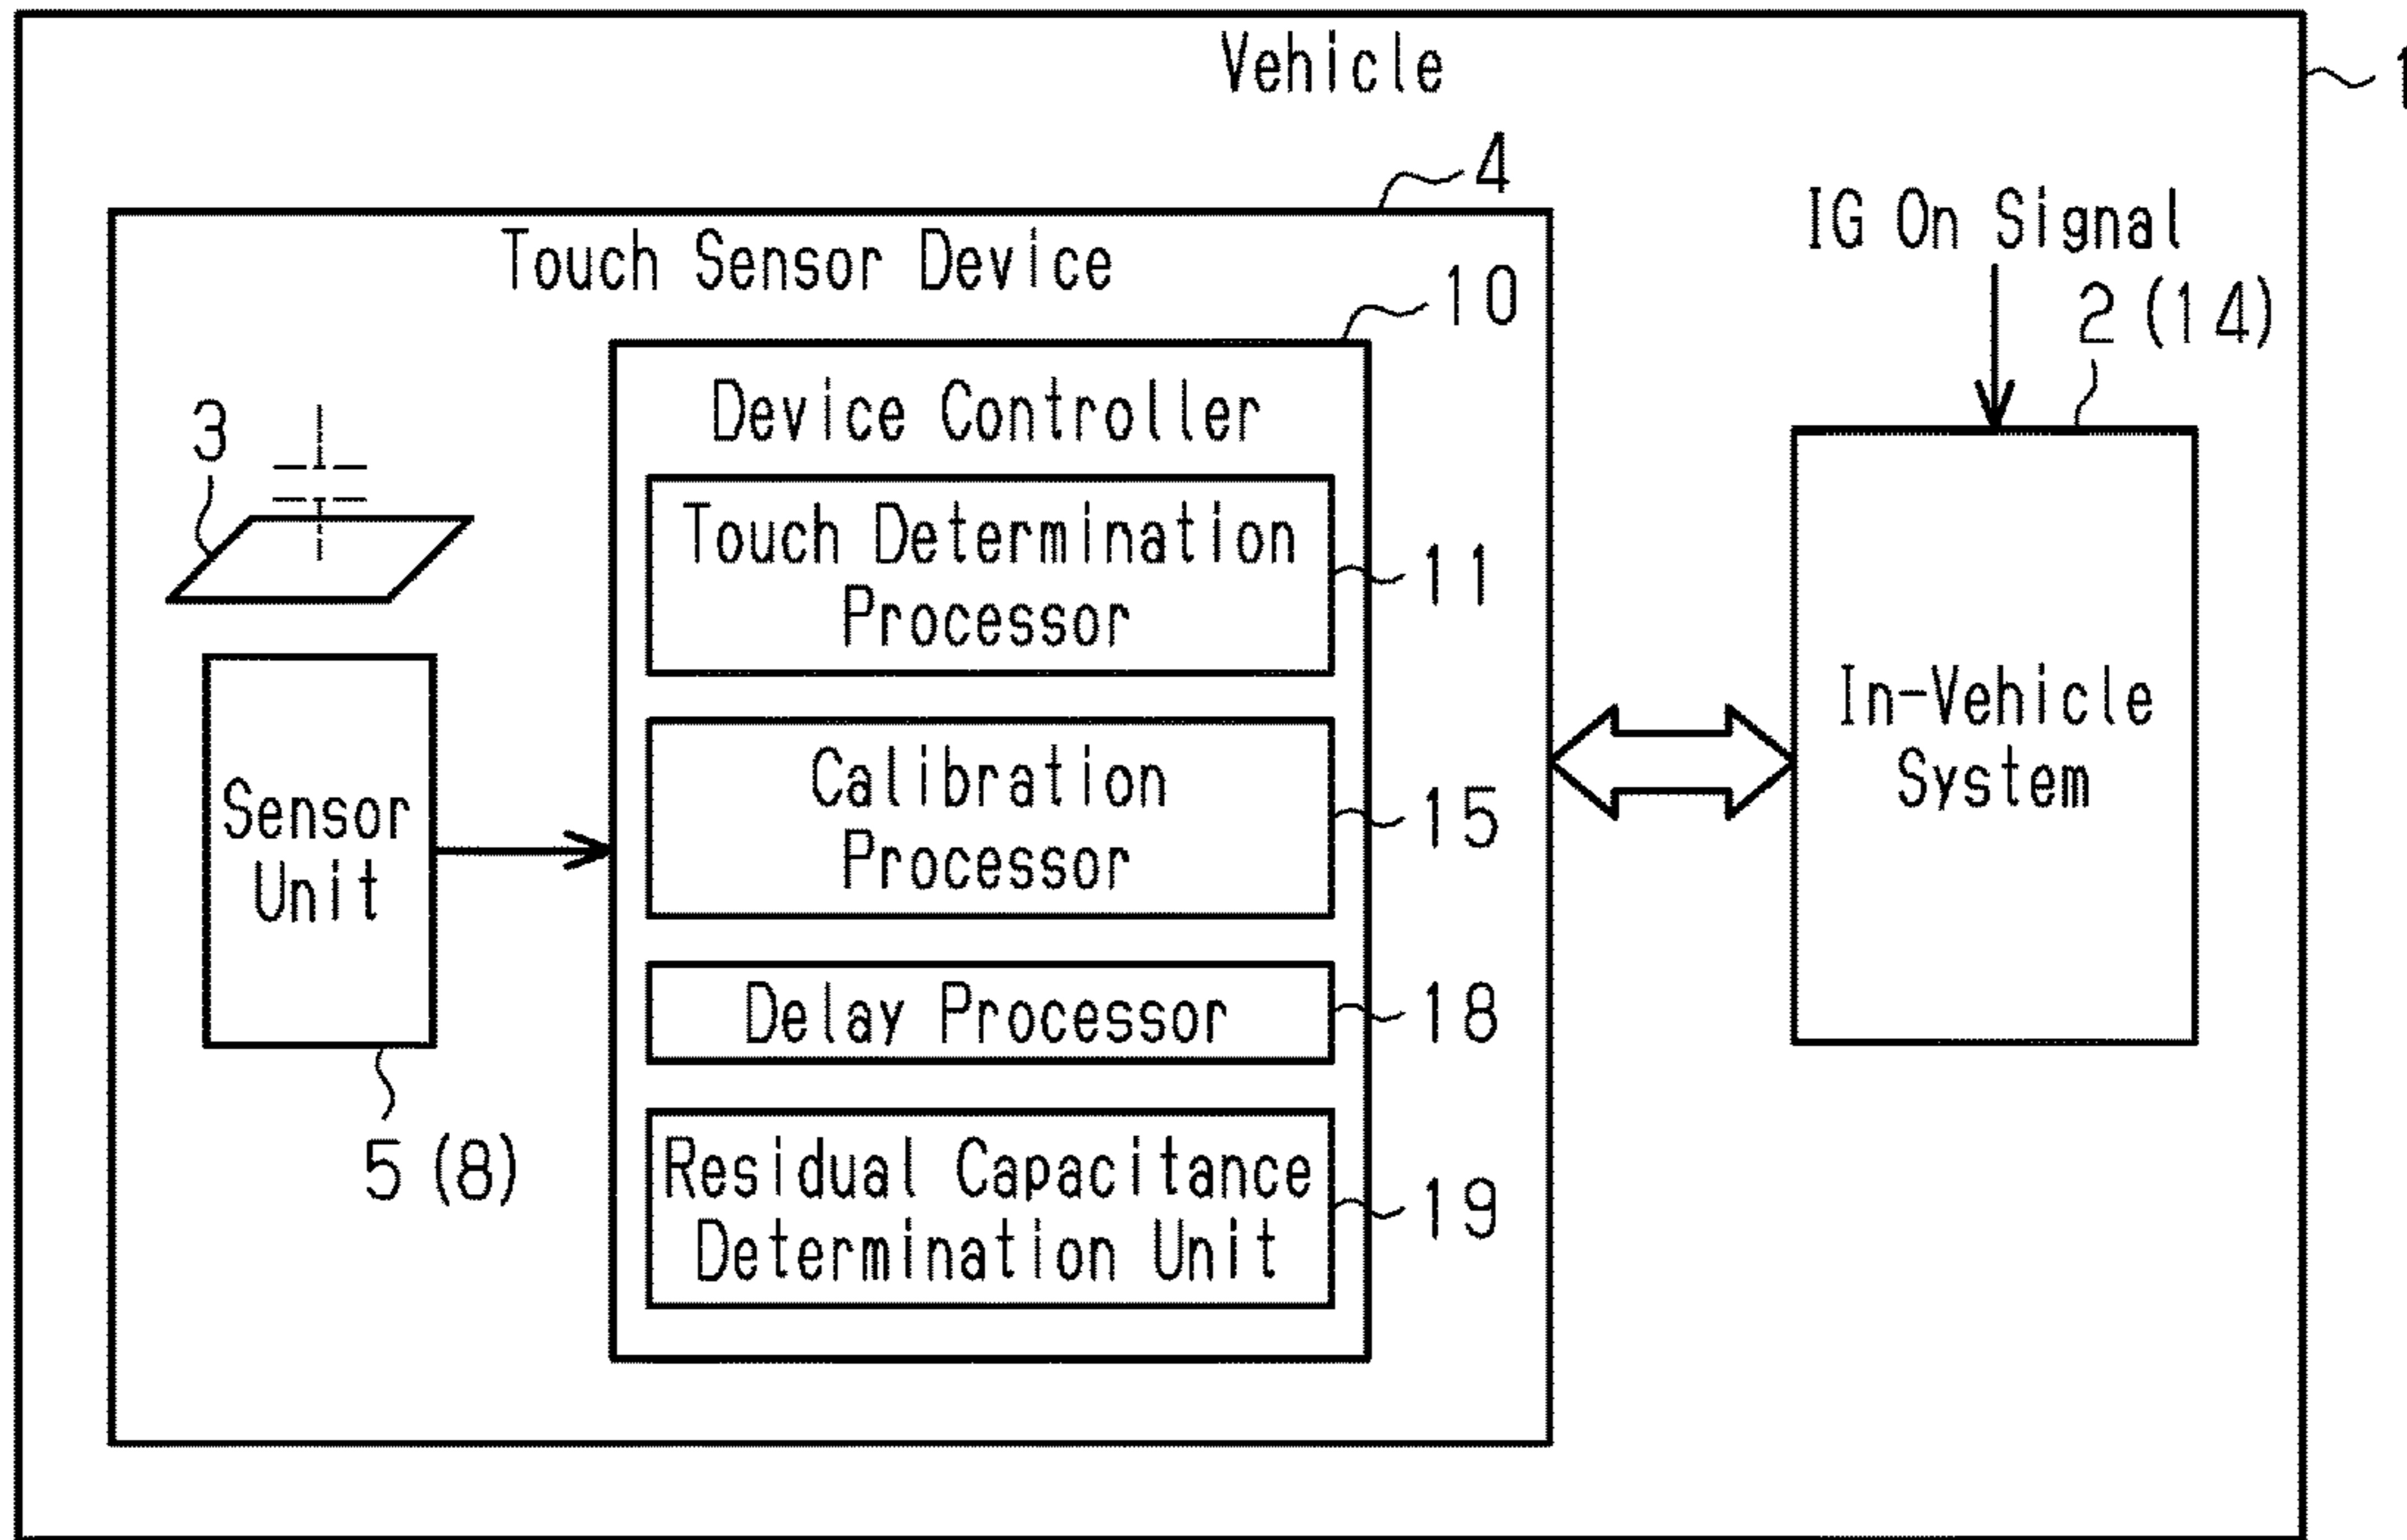 Vehicle
1
4
Touch Sensor Device
IG On Signal
10
2 (14)
Device Controller
3
Touch Determination
Processor
11
Sensor
Unit
Calibration
Processor
15
In-Vehicle
System
Delay Processor
18
5 (8)
Residual Capacitance
Determination Unit
19